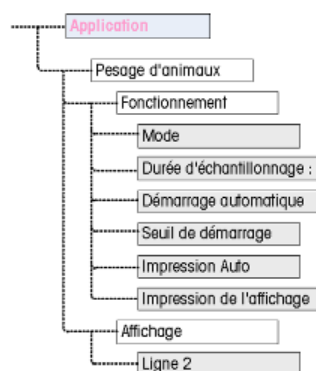 Application
Pesage d'animaux
Fonctionnement
Mode
Durée d'échantillonnage :
Démarrage automatique
Seuil de démarrage
Impression Auto
Impression de l'affichage
Affichage
Ligne 2